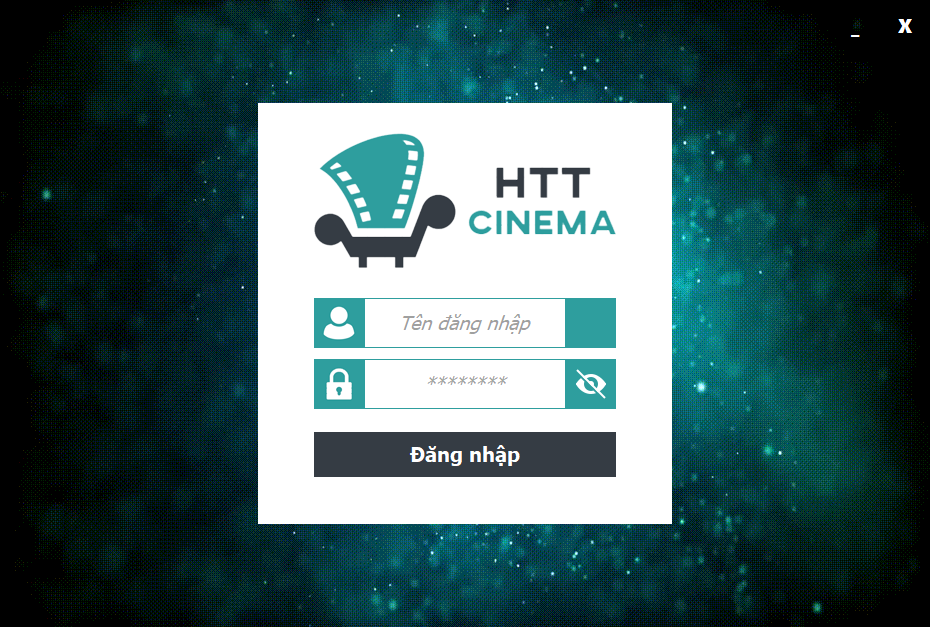 _ X
HTT
CINEMA
Tên đăng nhập
********
Đăng nhập